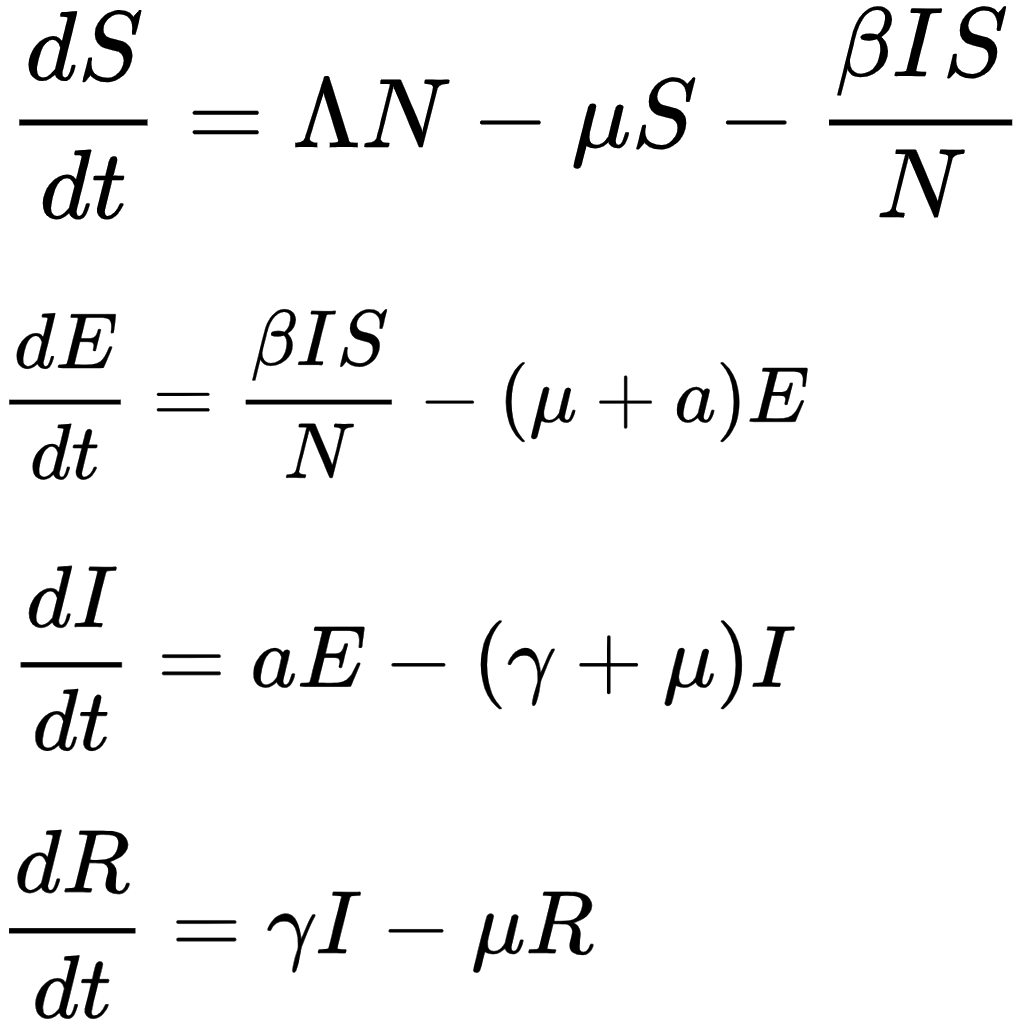 dS/dt = ΛN − μS − βIS/N
dE/dt = βIS/N − (μ + a)E
dI/dt = aE − (γ + μ)I
dR/dt = γI − μR